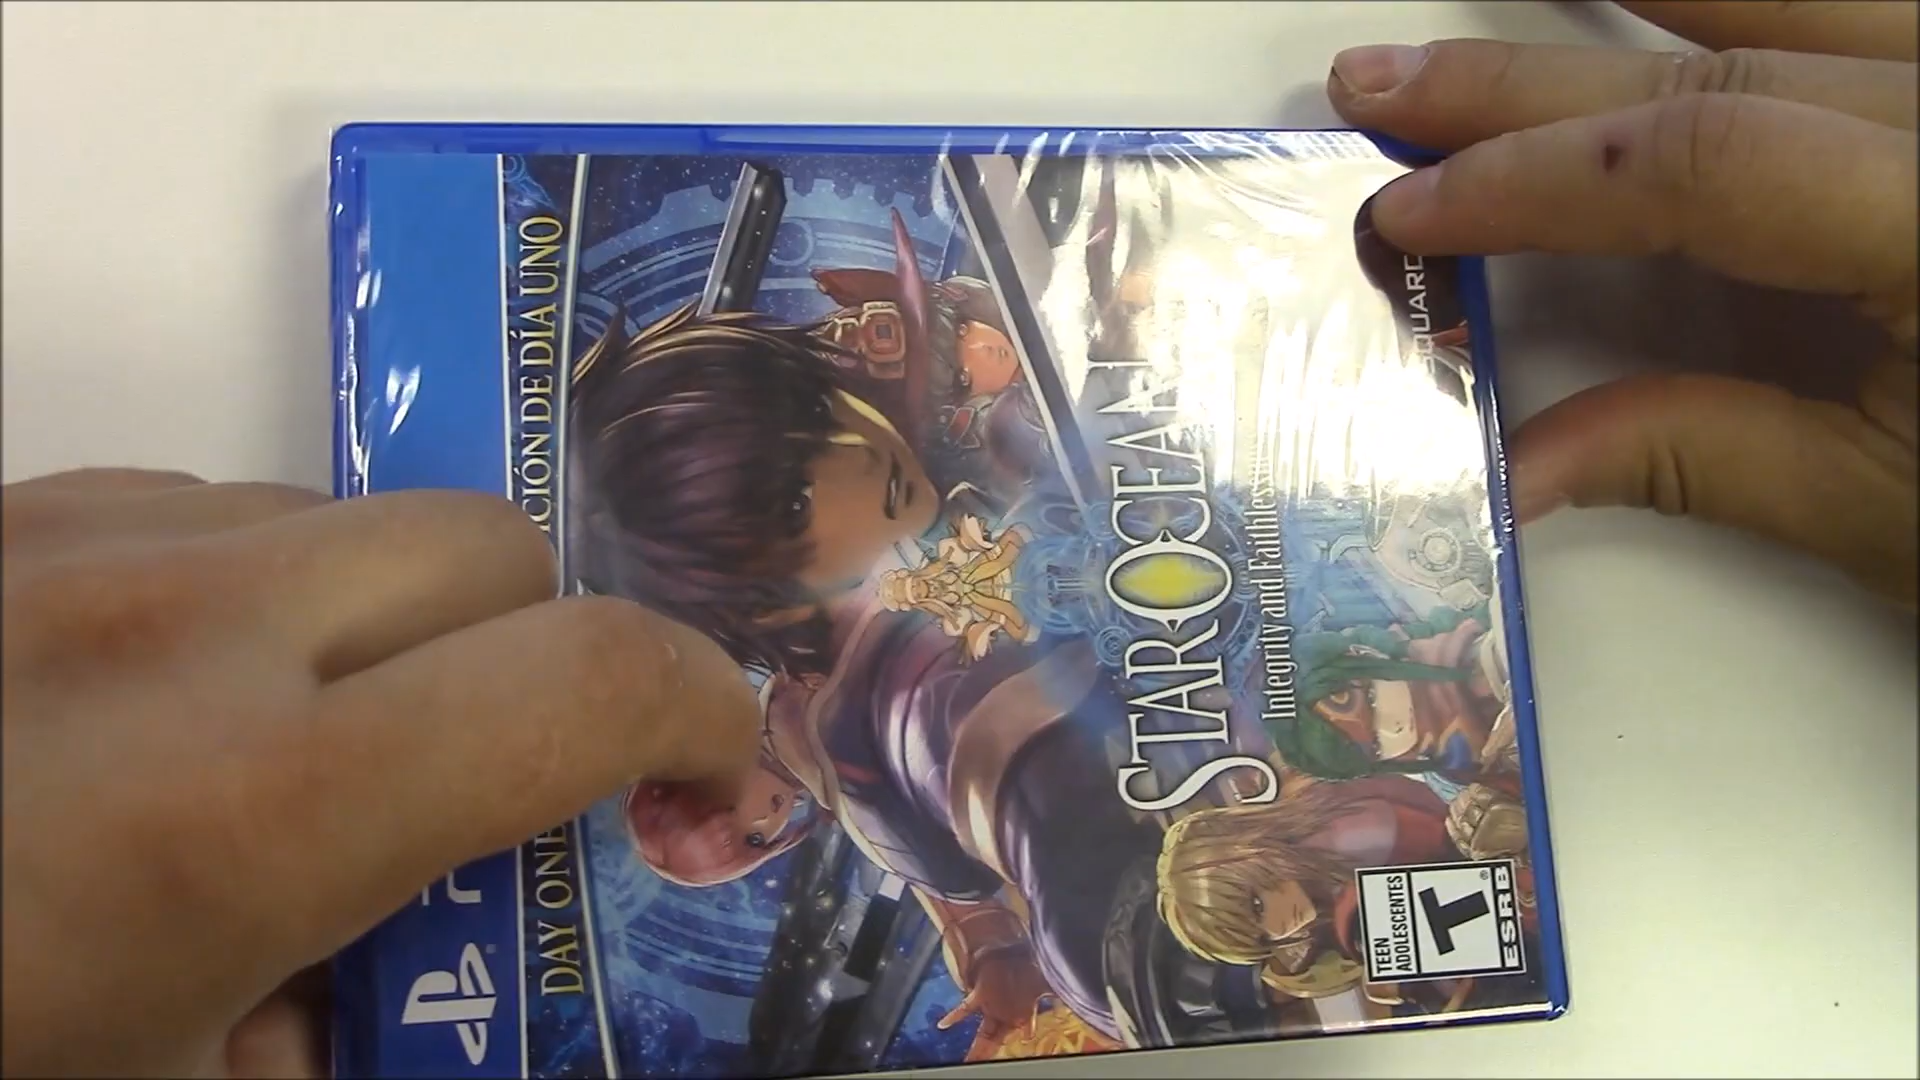 DAY ONE
CIÓN DE DÍA UNO
STAR OCEAN
Integrity and Faithless
SQUARE
TEEN
ADOLESCENTES
T
ESRB